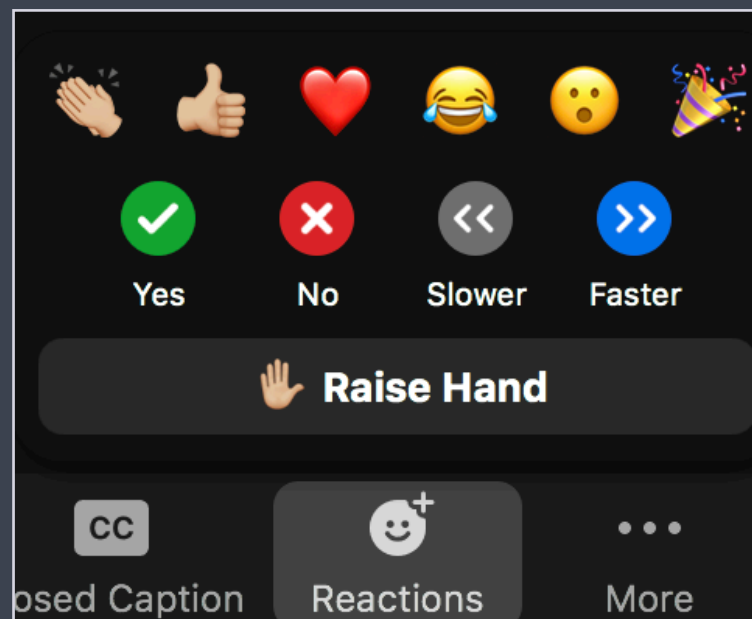 Yes No Slower Faster
Raise Hand
CC
osed Caption Reactions More